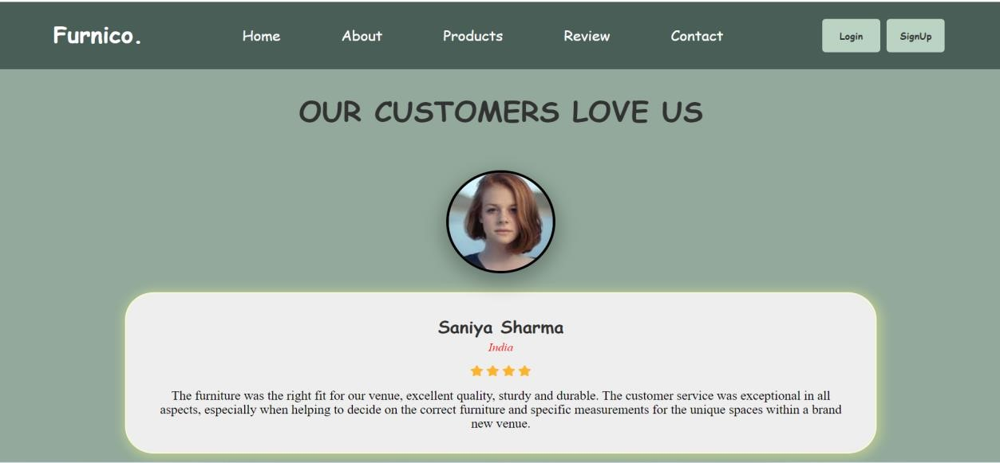 Furnico.
Home About Products Review Contact Login SignUp
OUR CUSTOMERS LOVE US
Saniya Sharma
India
The furniture was the right fit for our venue, excellent quality, sturdy and durable. The customer service was exceptional in all
aspects, especially when helping to decide on the correct furniture and specific measurements for the unique spaces within a brand
new venue.